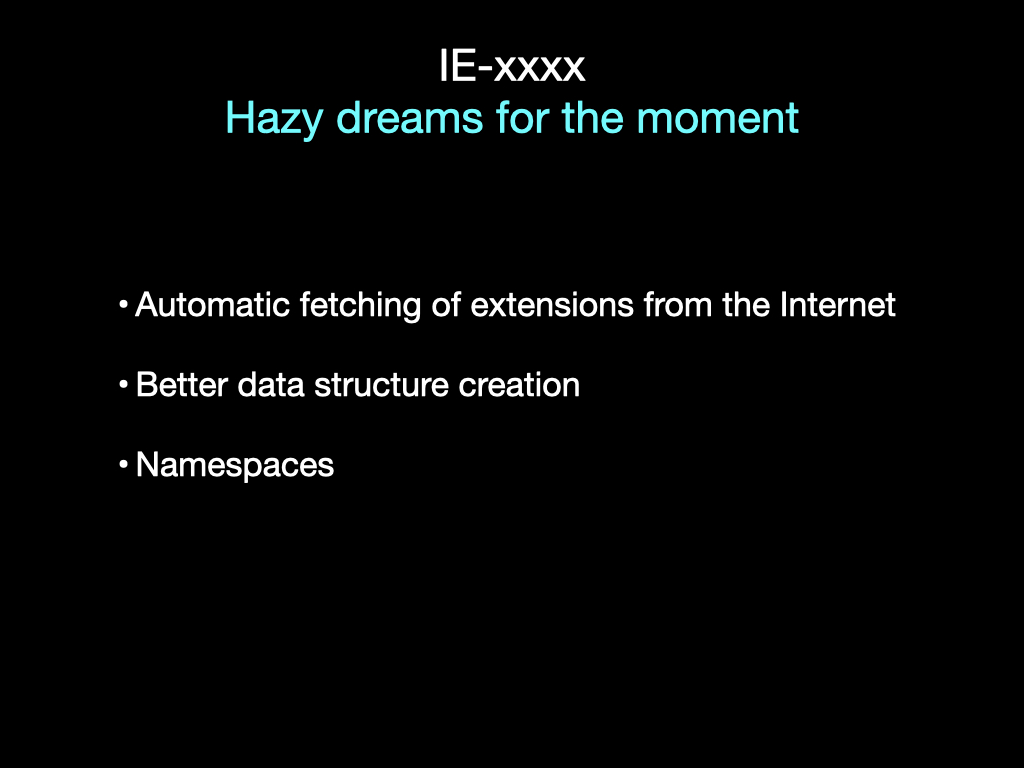 IE-xxxx
Hazy dreams for the moment
• Automatic fetching of extensions from the Internet
• Better data structure creation
• Namespaces